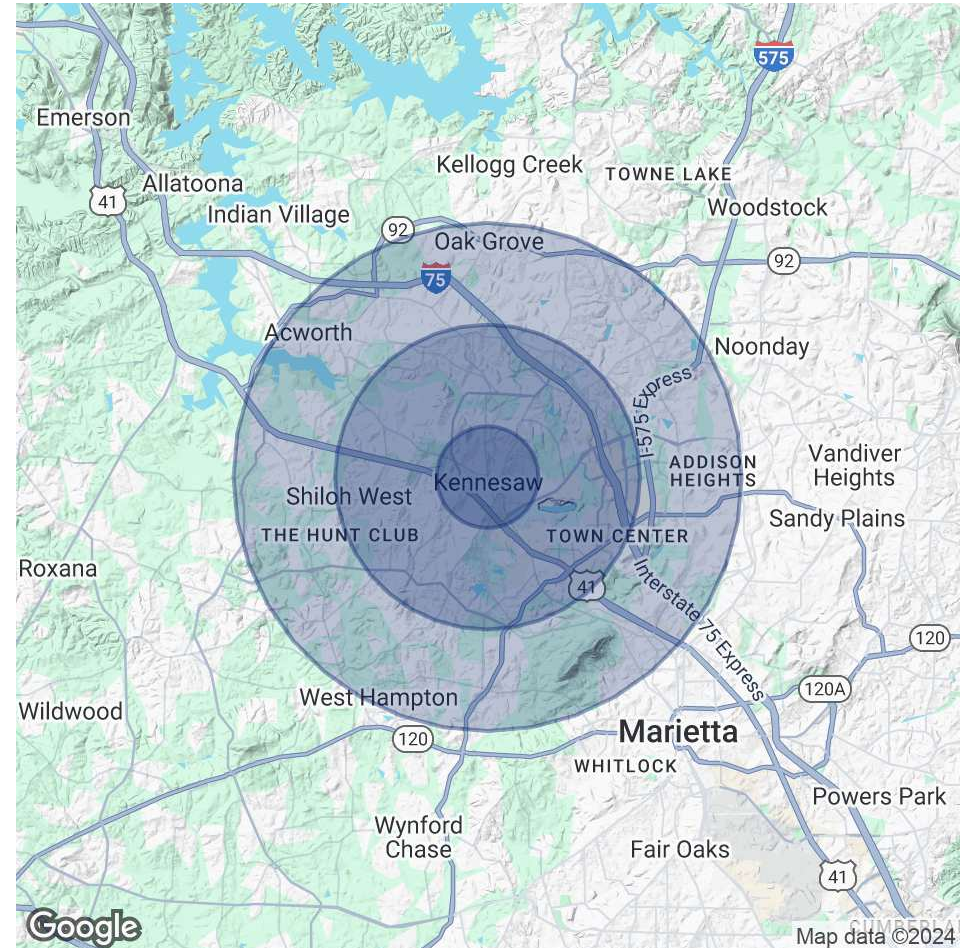 575
Emerson
Kellogg Creek
TOWNE LAKE
Allatoona
41
Indian Village
Woodstock
92
Oak Grove
92
75
Acworth
Noonday
I-575 Express
Vandiver
Heights
ADDISON
HEIGHTS
Kennesaw
Shiloh West
Sandy Plains
THE HUNT CLUB
TOWN CENTER
Roxana
41
Interstate 75 Express
120
120A
West Hampton
Wildwood
120
Marietta
WHITLOCK
Powers Park
Wynford
Chase
Fair Oaks
41
Google
Map data ©2024